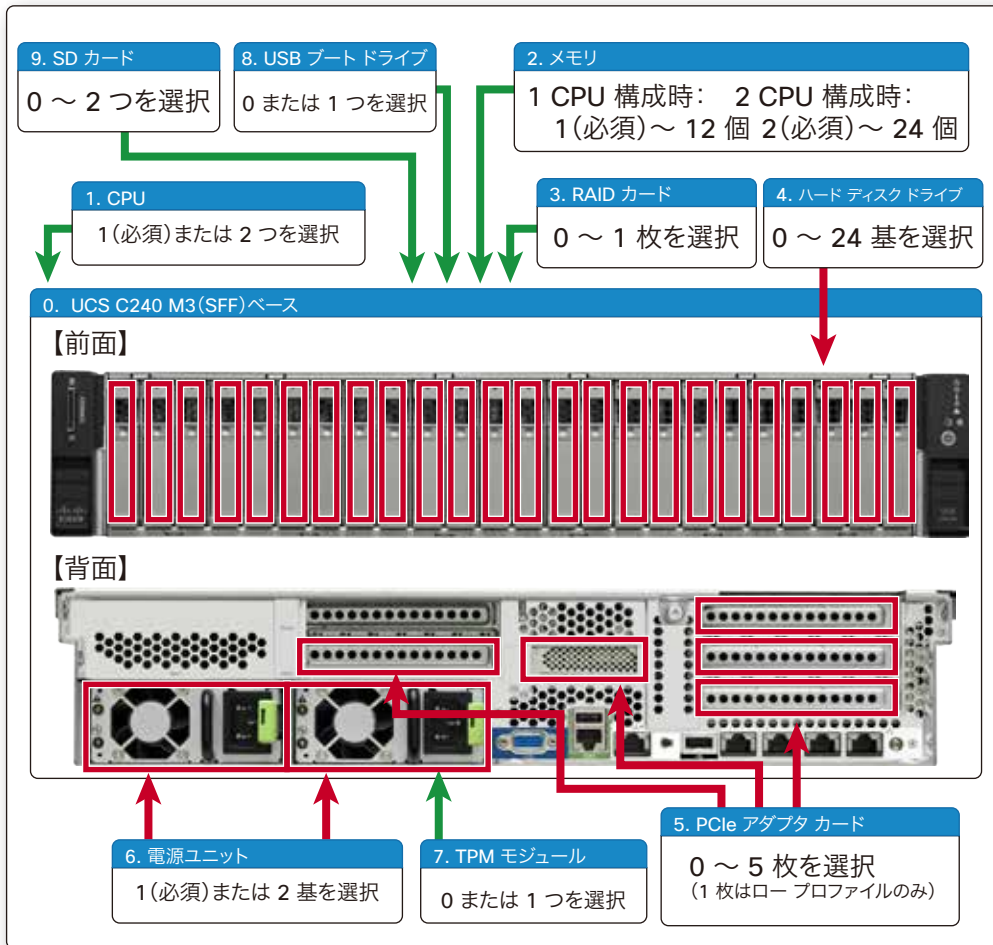 9. SD カード
0 ～ 2 つを選択
8. USB ブート ドライブ
0 または 1 つを選択
2. メモリ
1 CPU 構成時： 2 CPU 構成時：
1（必須）～ 12 個 2（必須）～ 24 個
1. CPU
1（必須）または 2 つを選択
3. RAID カード
0 ～ 1 枚を選択
4. ハード ディスク ドライブ
0 ～ 24 基を選択
0. UCS C240 M3（SFF）ベース
【前面】
【背面】
6. 電源ユニット
1（必須）または 2 基を選択
7. TPM モジュール
0 または 1 つを選択
5. PCIe アダプタ カード
0 ～ 5 枚を選択
（1 枚はロー プロファイルのみ）